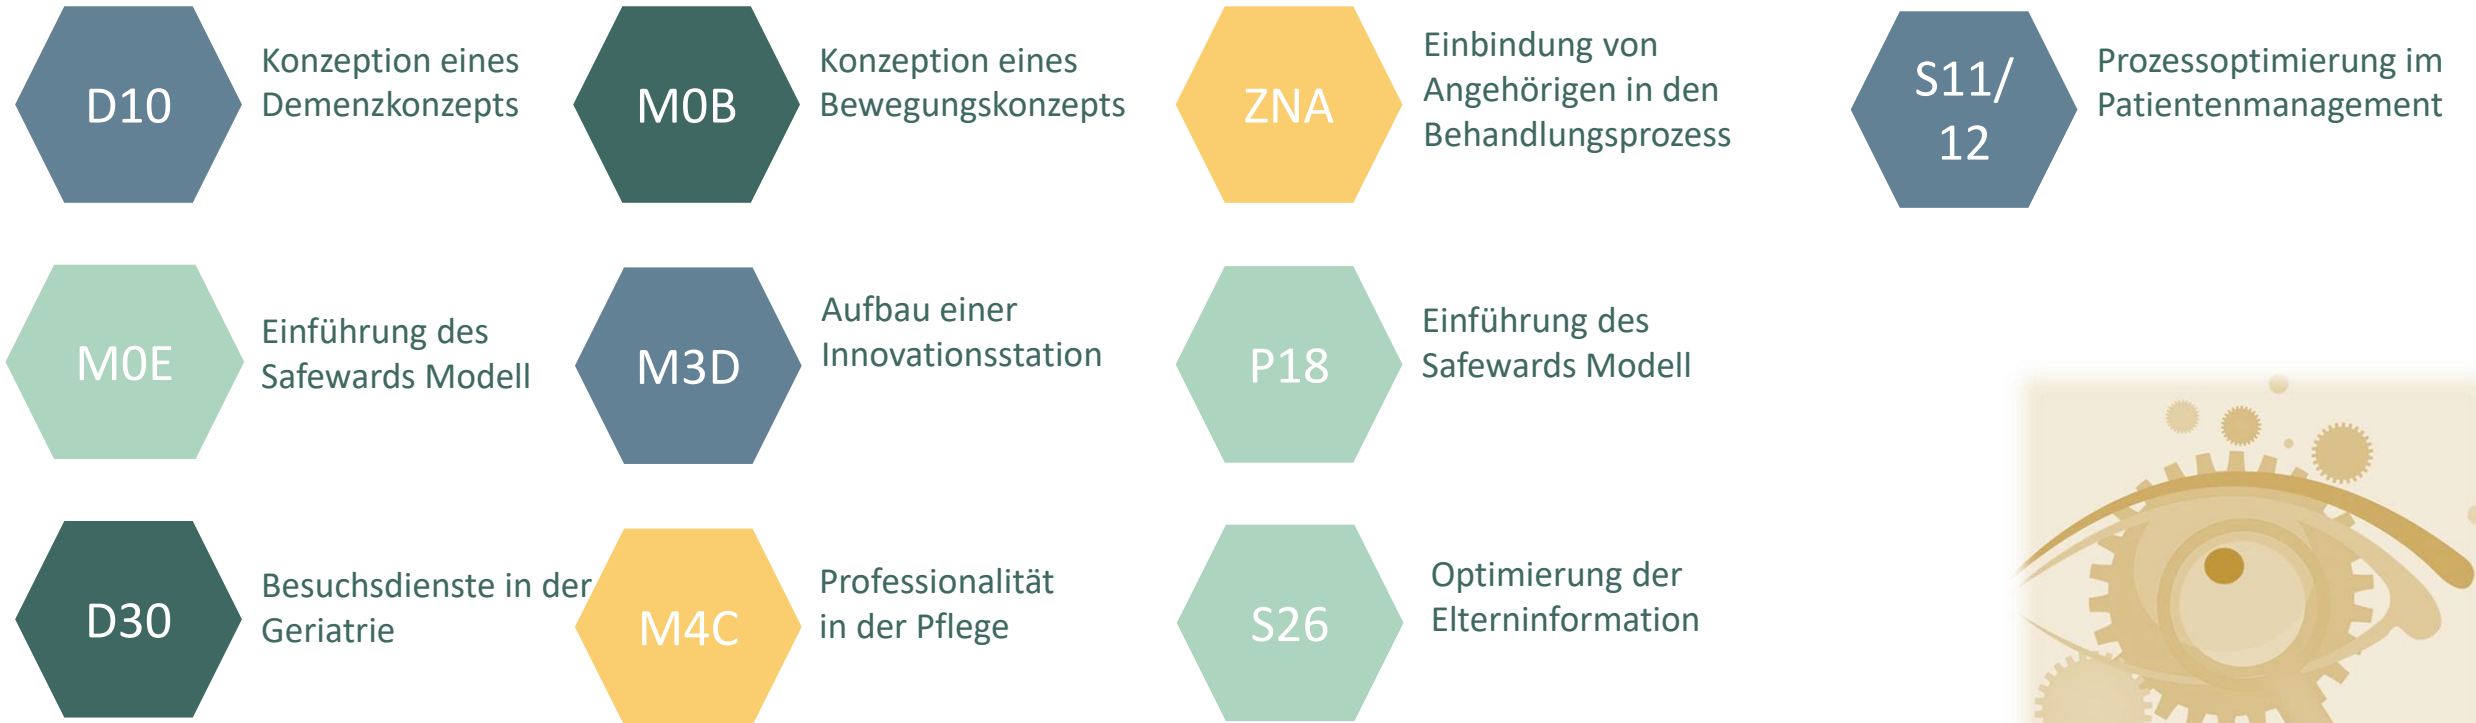 D10
Konzeption eines
Demenzkonzepts
M0B
Konzeption eines
Bewegungskonzepts
ZNA
Einbindung von
Angehörigen in den
Behandlungsprozess
S11/
12
Prozessoptimierung im
Patientenmanagement
M0E
Einführung des
Safewards Modell
M3D
Aufbau einer
Innovationsstation
P18
Einführung des
Safewards Modell
D30
Besuchsdienste in der
Geriatrie
M4C
Professionalität
in der Pflege
S26
Optimierung der
Elterninformation